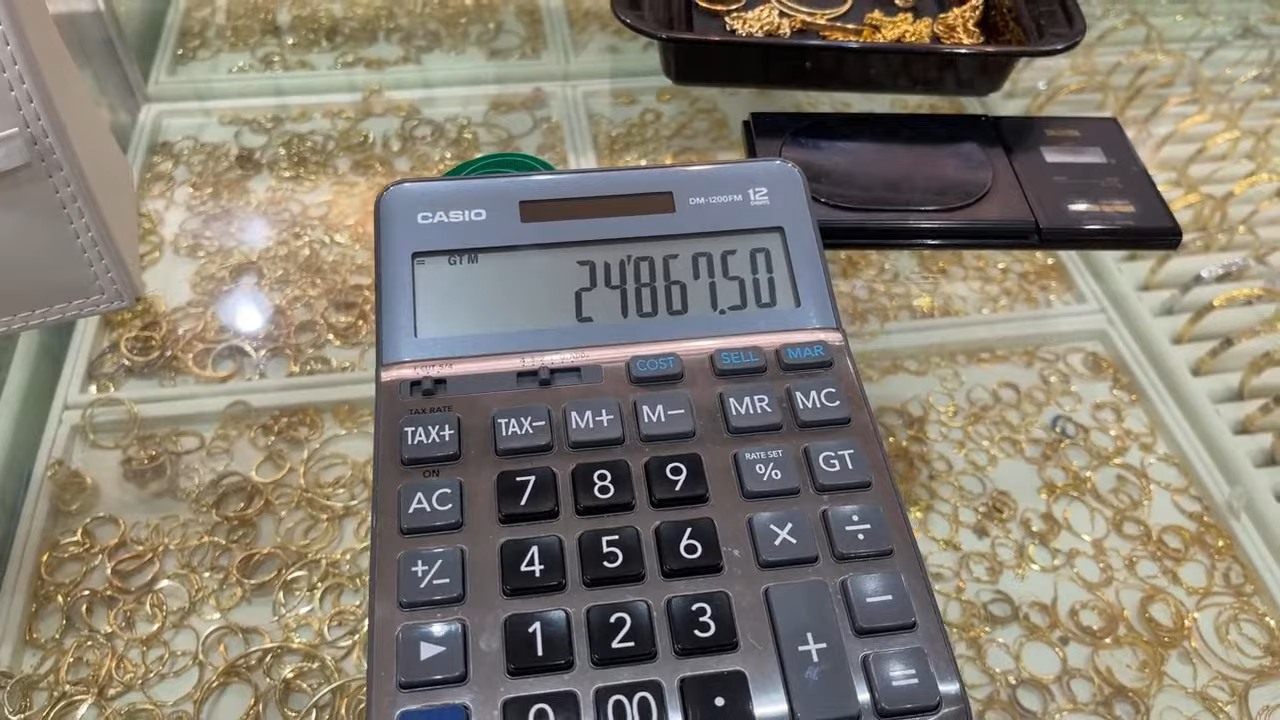 CASIO
DM-1200FM 12
DIGITS
= GT M
24'867.50
COST SELL MAR
TAX RATE
TAX+ TAX− M+ M− MR MC
ON
RATE SET
AC 7 8 9 % GT
+/− 4 5 6 × ÷
▶ 1 2 3 + −
0 00 · =